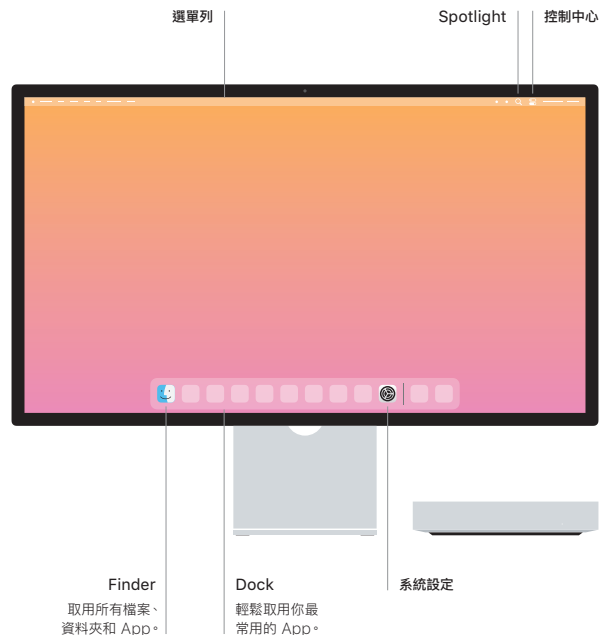 選單列
Spotlight
控制中心
Finder
取用所有檔案、
資料夾和 App。
Dock
輕鬆取用你最
常用的 App。
系統設定